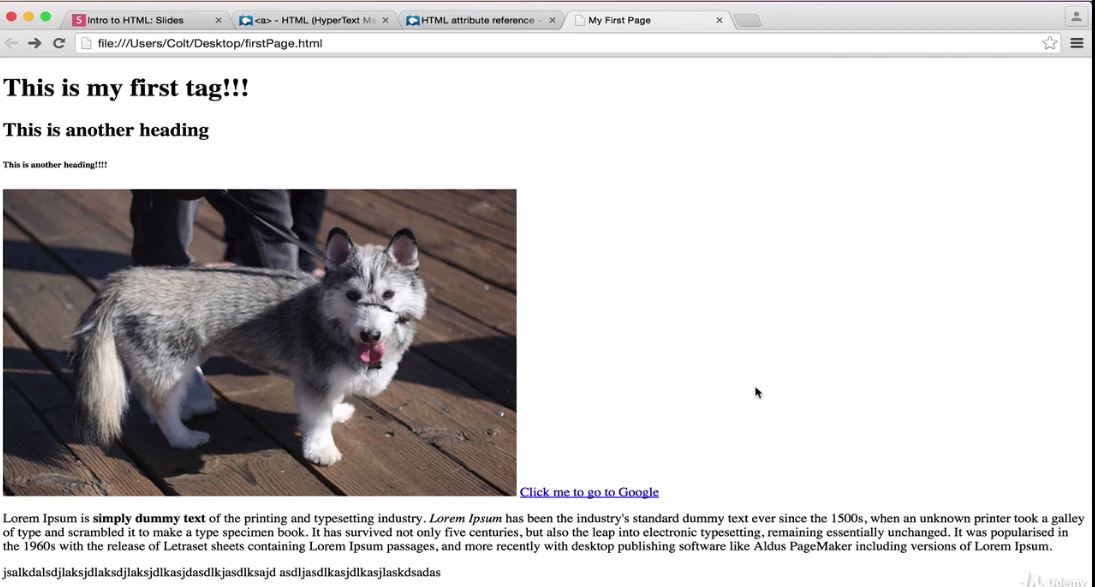 Intro to HTML: Slides
<a> - HTML (HyperText Ma
HTML attribute reference -
My First Page
file:///Users/Colt/Desktop/firstPage.html
This is my first tag!!!
This is another heading
This is another heading!!!!
Click me to go to Google
Lorem Ipsum is simply dummy text of the printing and typesetting industry. Lorem Ipsum has been the industry's standard dummy text ever since the 1500s, when an unknown printer took a galley
of type and scrambled it to make a type specimen book. It has survived not only five centuries, but also the leap into electronic typesetting, remaining essentially unchanged. It was popularised in
the 1960s with the release of Letraset sheets containing Lorem Ipsum passages, and more recently with desktop publishing software like Aldus PageMaker including versions of Lorem Ipsum.
jsalkdalsdjlaksjdlaksdjlaksjdlkasjdasdlkjasdlksajd asdljasdlkasjdlkasjlaskdsadas
Udemy